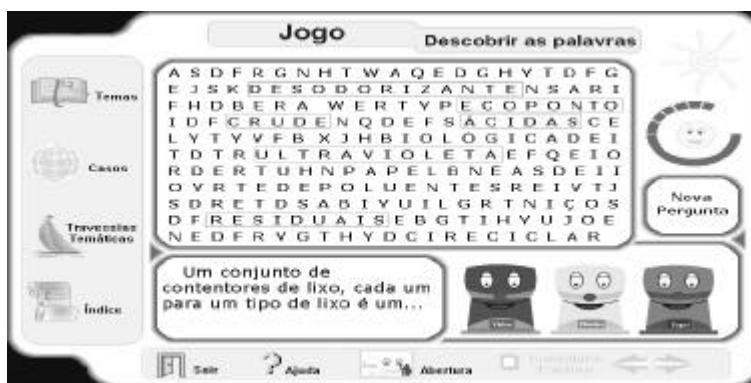 Jogo
Descobrir as palavras
A S D F R G N H T W A Q E D G H Y T D F G
E J S K D E S O D O R I Z A N T E N S A R I
F H D B E R A W E R T Y P E C O P O N T O
I D F C R U D E N Q D E F S Á C I D A S C E
L Y T Y V F B X J H B I O L Ó G I C A D E I
T D T R U L T R A V I O L E T A E F Q E I O
R D E R T U H N P A P E L B N E A S D E I I
O V R T E D E P O L U E N T E S R E I V T J
S D R E T D S A B I Y U I L G R T N I Ç O S
D F R E S I D U A I S E B G T I H Y U J O E
N E D F R V G T H Y D C I R E C I C L A R
Temas
Casos
Travessias
Temáticas
Índice
Nova
Pergunta
Um conjunto de
contentores de lixo, cada um
para um tipo de lixo é um...
Sair
Ajuda
Abertura